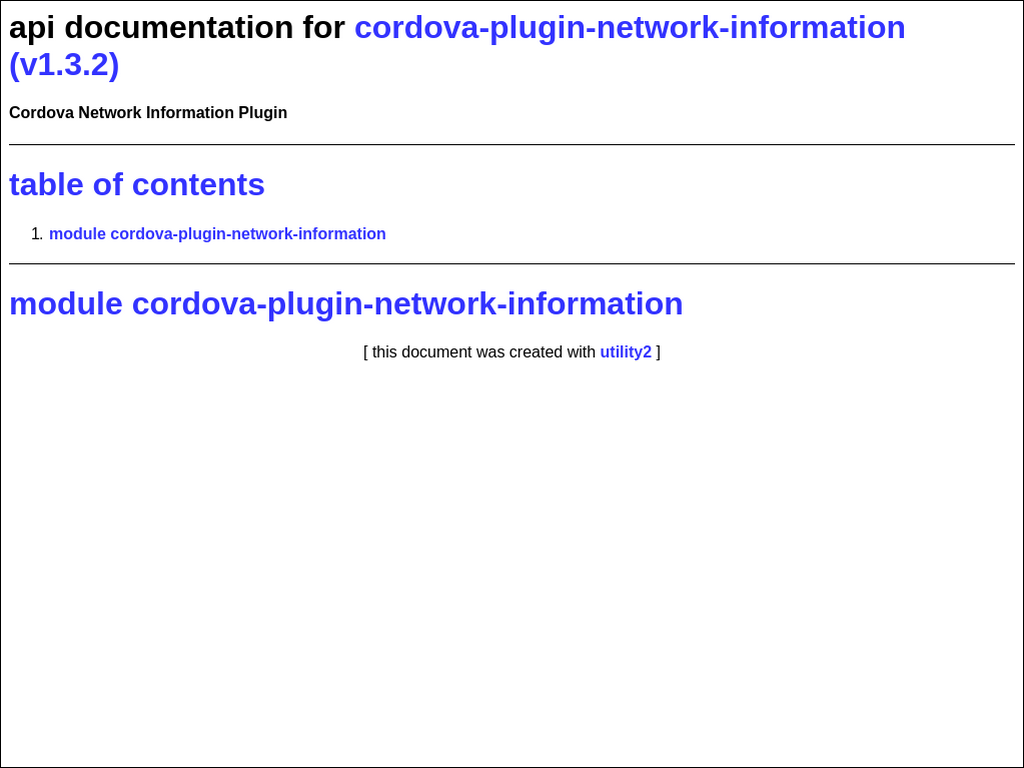 api documentation for cordova-plugin-network-information
(v1.3.2)
Cordova Network Information Plugin
table of contents
1. module cordova-plugin-network-information
module cordova-plugin-network-information
[ this document was created with utility2 ]